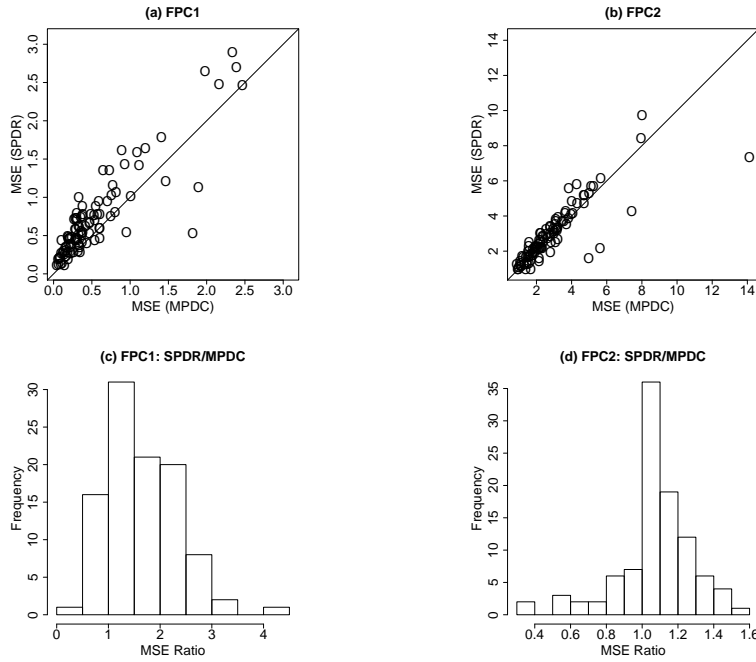 (a) FPC1
MSE (SPDR)
0.0 0.5 1.0 1.5 2.0 2.5 3.0
0.0 0.5 1.0 1.5 2.0 2.5 3.0
MSE (MPDC)
(b) FPC2
MSE (SPDR)
2 4 6 8 10 12 14
2 4 6 8 10 12 14
MSE (MPDC)
(c) FPC1: SPDR/MPDC
Frequency
0 5 10 15 20 30
0 1 2 3 4
MSE Ratio
(d) FPC2: SPDR/MPDC
Frequency
0 5 10 15 25 35
0.4 0.6 0.8 1.0 1.2 1.4 1.6
MSE Ratio